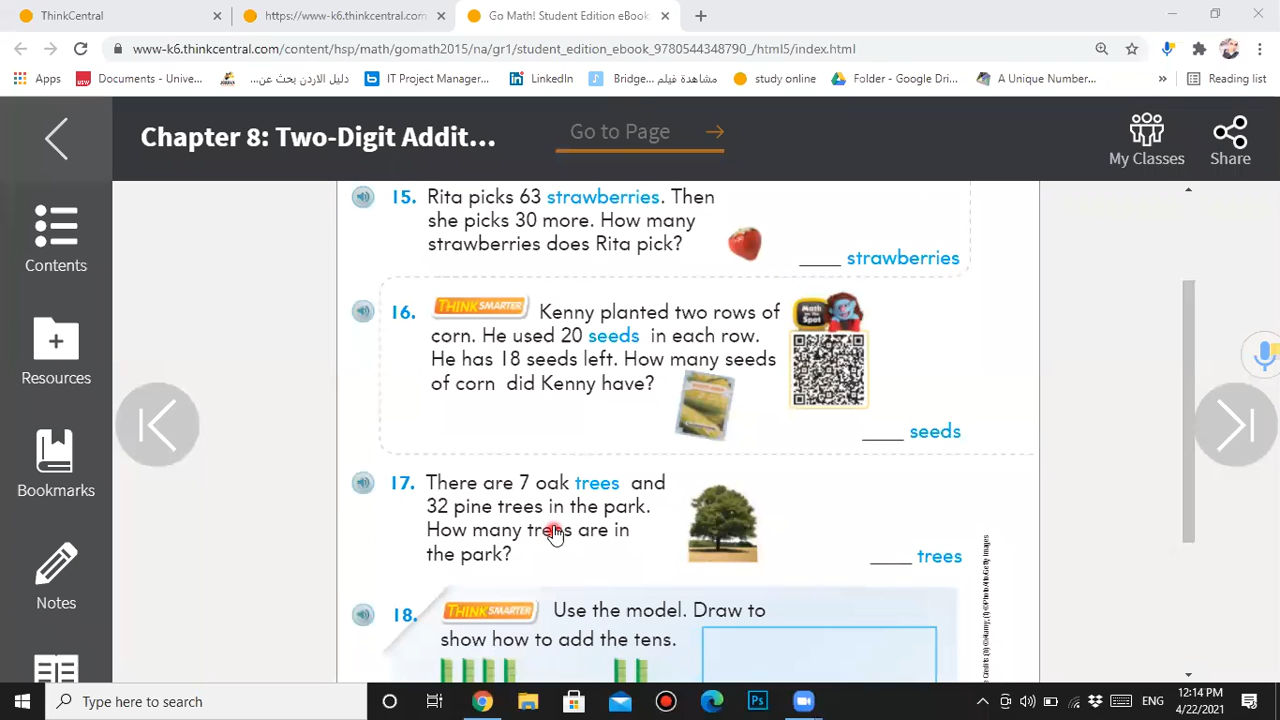 ThinkCentral
https://www-k6.thinkcentral.com
Go Math! Student Edition eBook
www-k6.thinkcentral.com/content/hsp/math/gomath2015/na/gr1/student_edition_ebook_9780544348790_/html5/index.html
Apps
Documents - Unive...
دليل الاردن بحث عن...
IT Project Manager...
LinkedIn
مشاهدة فيلم Bridge...
study online
Folder - Google Dri...
A Unique Number...
»
Reading list
Chapter 8: Two-Digit Addit...
Go to Page
My Classes
Share
Contents
Resources
Bookmarks
Notes
15. Rita picks 63 strawberries. Then
she picks 30 more. How many
strawberries does Rita pick?
____ strawberries
16. THINK SMARTER Kenny planted two rows of
corn. He used 20 seeds in each row.
He has 18 seeds left. How many seeds
of corn did Kenny have?
Math on the Spot
____ seeds
17. There are 7 oak trees and
32 pine trees in the park.
How many trees are in
the park?
____ trees
18. THINK SMARTER Use the model. Draw to
show how to add the tens.
Type here to search
ENG
12:14 PM
4/22/2021